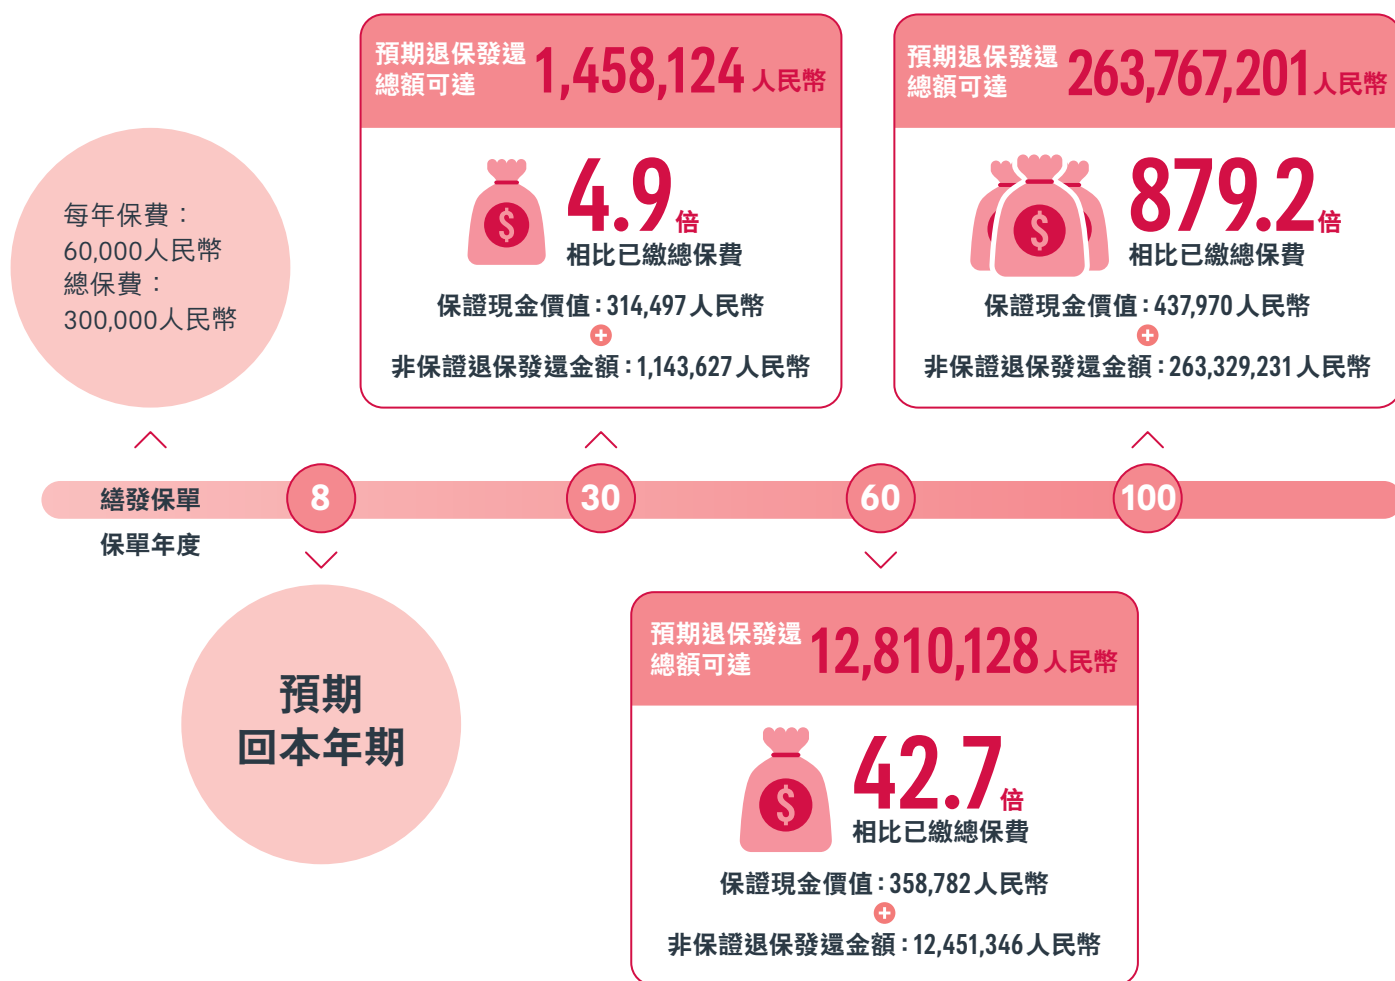 每年保費：
60,000人民幣
總保費：
300,000人民幣
預期退保發還
總額可達
1,458,124人民幣
$
4.9倍
相比已繳總保費
保證現金價值：314,497人民幣
+
非保證退保發還金額：1,143,627人民幣
預期退保發還
總額可達
263,767,201人民幣
$
879.2倍
相比已繳總保費
保證現金價值：437,970人民幣
+
非保證退保發還金額：263,329,231人民幣
繕發保單
8
30
60
100
保單年度
預期
回本年期
預期退保發還
總額可達
12,810,128人民幣
$
42.7倍
相比已繳總保費
保證現金價值：358,782人民幣
+
非保證退保發還金額：12,451,346人民幣